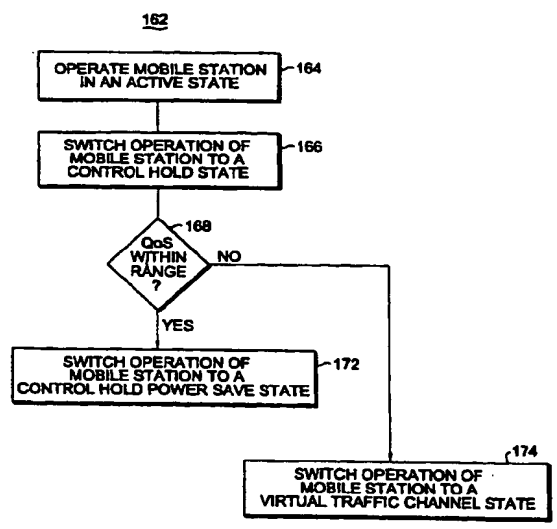 162
OPERATE MOBILE STATION
IN AN ACTIVE STATE
164
SWITCH OPERATION OF
MOBILE STATION TO A
CONTROL HOLD STATE
166
168
QoS
WITHIN
RANGE
?
NO
YES
SWITCH OPERATION OF
MOBILE STATION TO A
CONTROL HOLD POWER SAVE STATE
172
174
SWITCH OPERATION OF
MOBILE STATION TO A
VIRTUAL TRAFFIC CHANNEL STATE